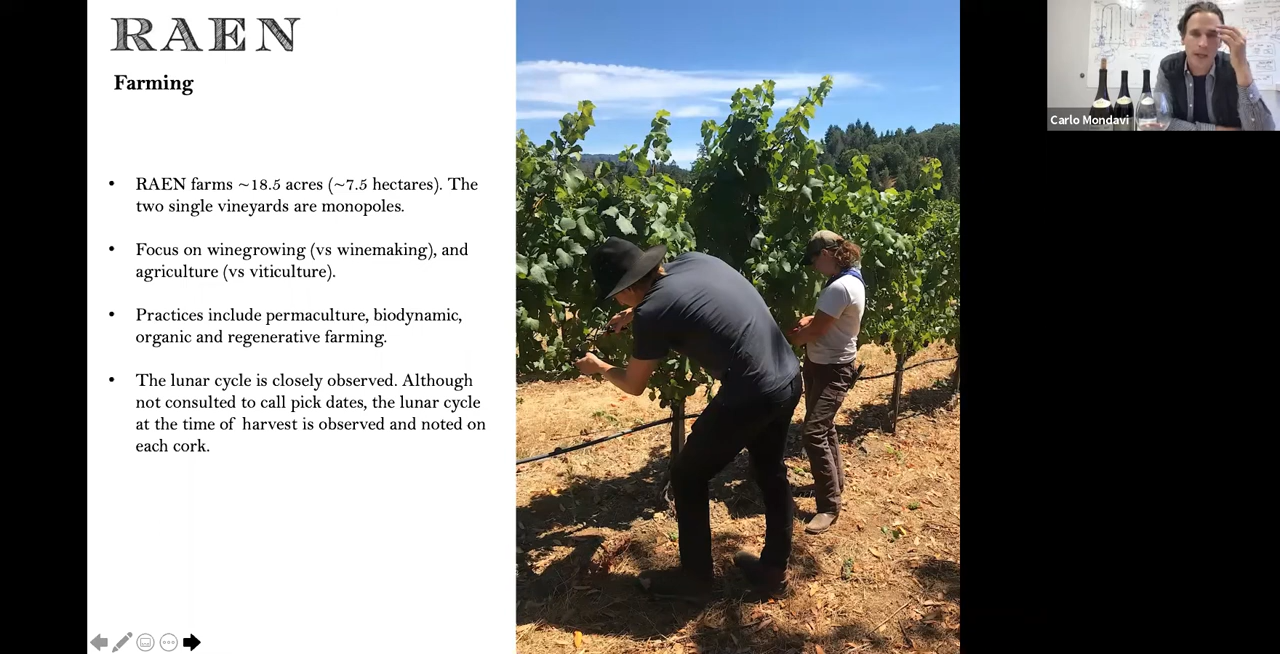 RAEN
Farming
• RAEN farms ~18.5 acres (~7.5 hectares). The
two single vineyards are monopoles.
• Focus on winegrowing (vs winemaking), and
agriculture (vs viticulture).
• Practices include permaculture, biodynamic,
organic and regenerative farming.
• The lunar cycle is closely observed. Although
not consulted to call pick dates, the lunar cycle
at the time of harvest is observed and noted on
each cork.
Carlo Mondavi